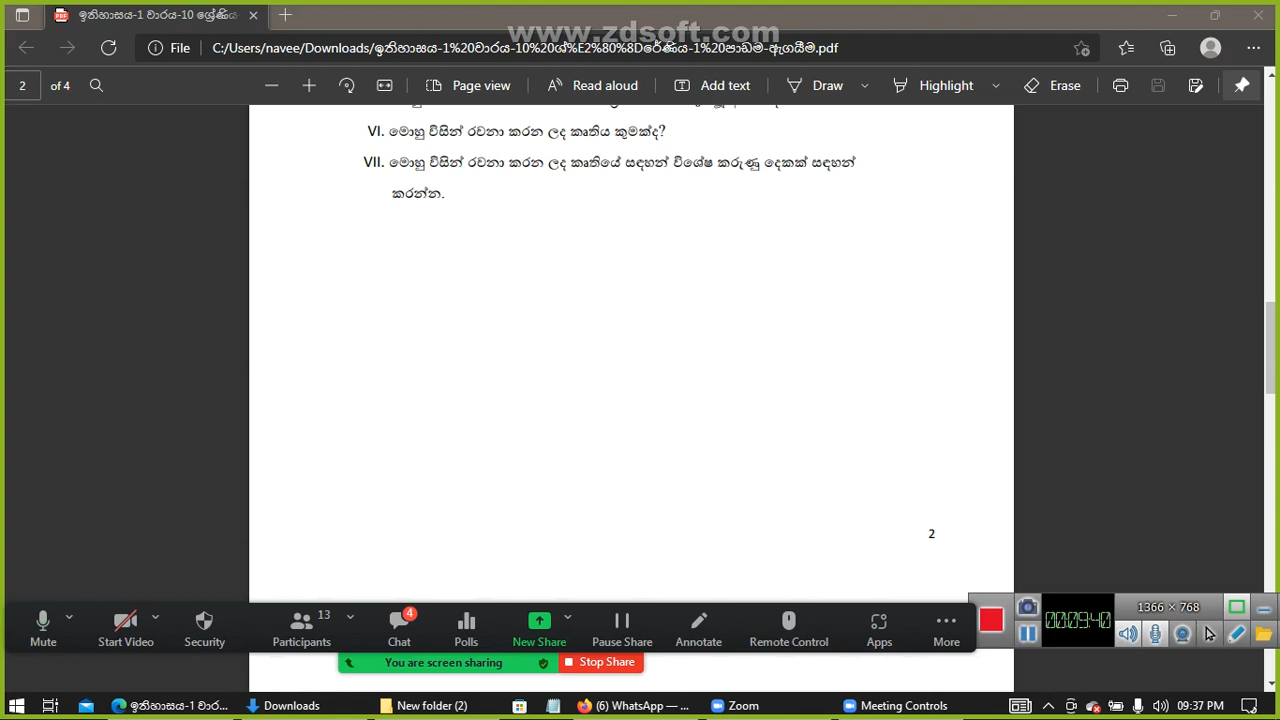 ඉතිහාසය-1 වාරය-10 ශ්‍රේණිය
www.zdsoft.com
File
C:/Users/navee/Downloads/ඉතිහාසය-1%20වාරය-10%20ශ්%E2%80%8Dරේණිය-1%20පාඩම-ඇගයීම.pdf
2 of 4
Page view
Read aloud
Add text
Draw
Highlight
Erase
VI. මොහු විසින් රචනා කරන ලද කෘතිය කුමක්ද?
VII. මොහු විසින් රචනා කරන ලද කෘතියේ සඳහන් විශේෂ කරුණු දෙකක් සඳහන්
කරන්න.
2
Mute
Start Video
Security
Participants 13
Chat 4
Polls
New Share
Pause Share
Annotate
Remote Control
Apps
More
You are screen sharing
Stop Share
00:09:40
1366 × 768
ඉතිහාසය-1 වාර...
Downloads
New folder (2)
(6) WhatsApp — ...
Zoom
Meeting Controls
09:37 PM